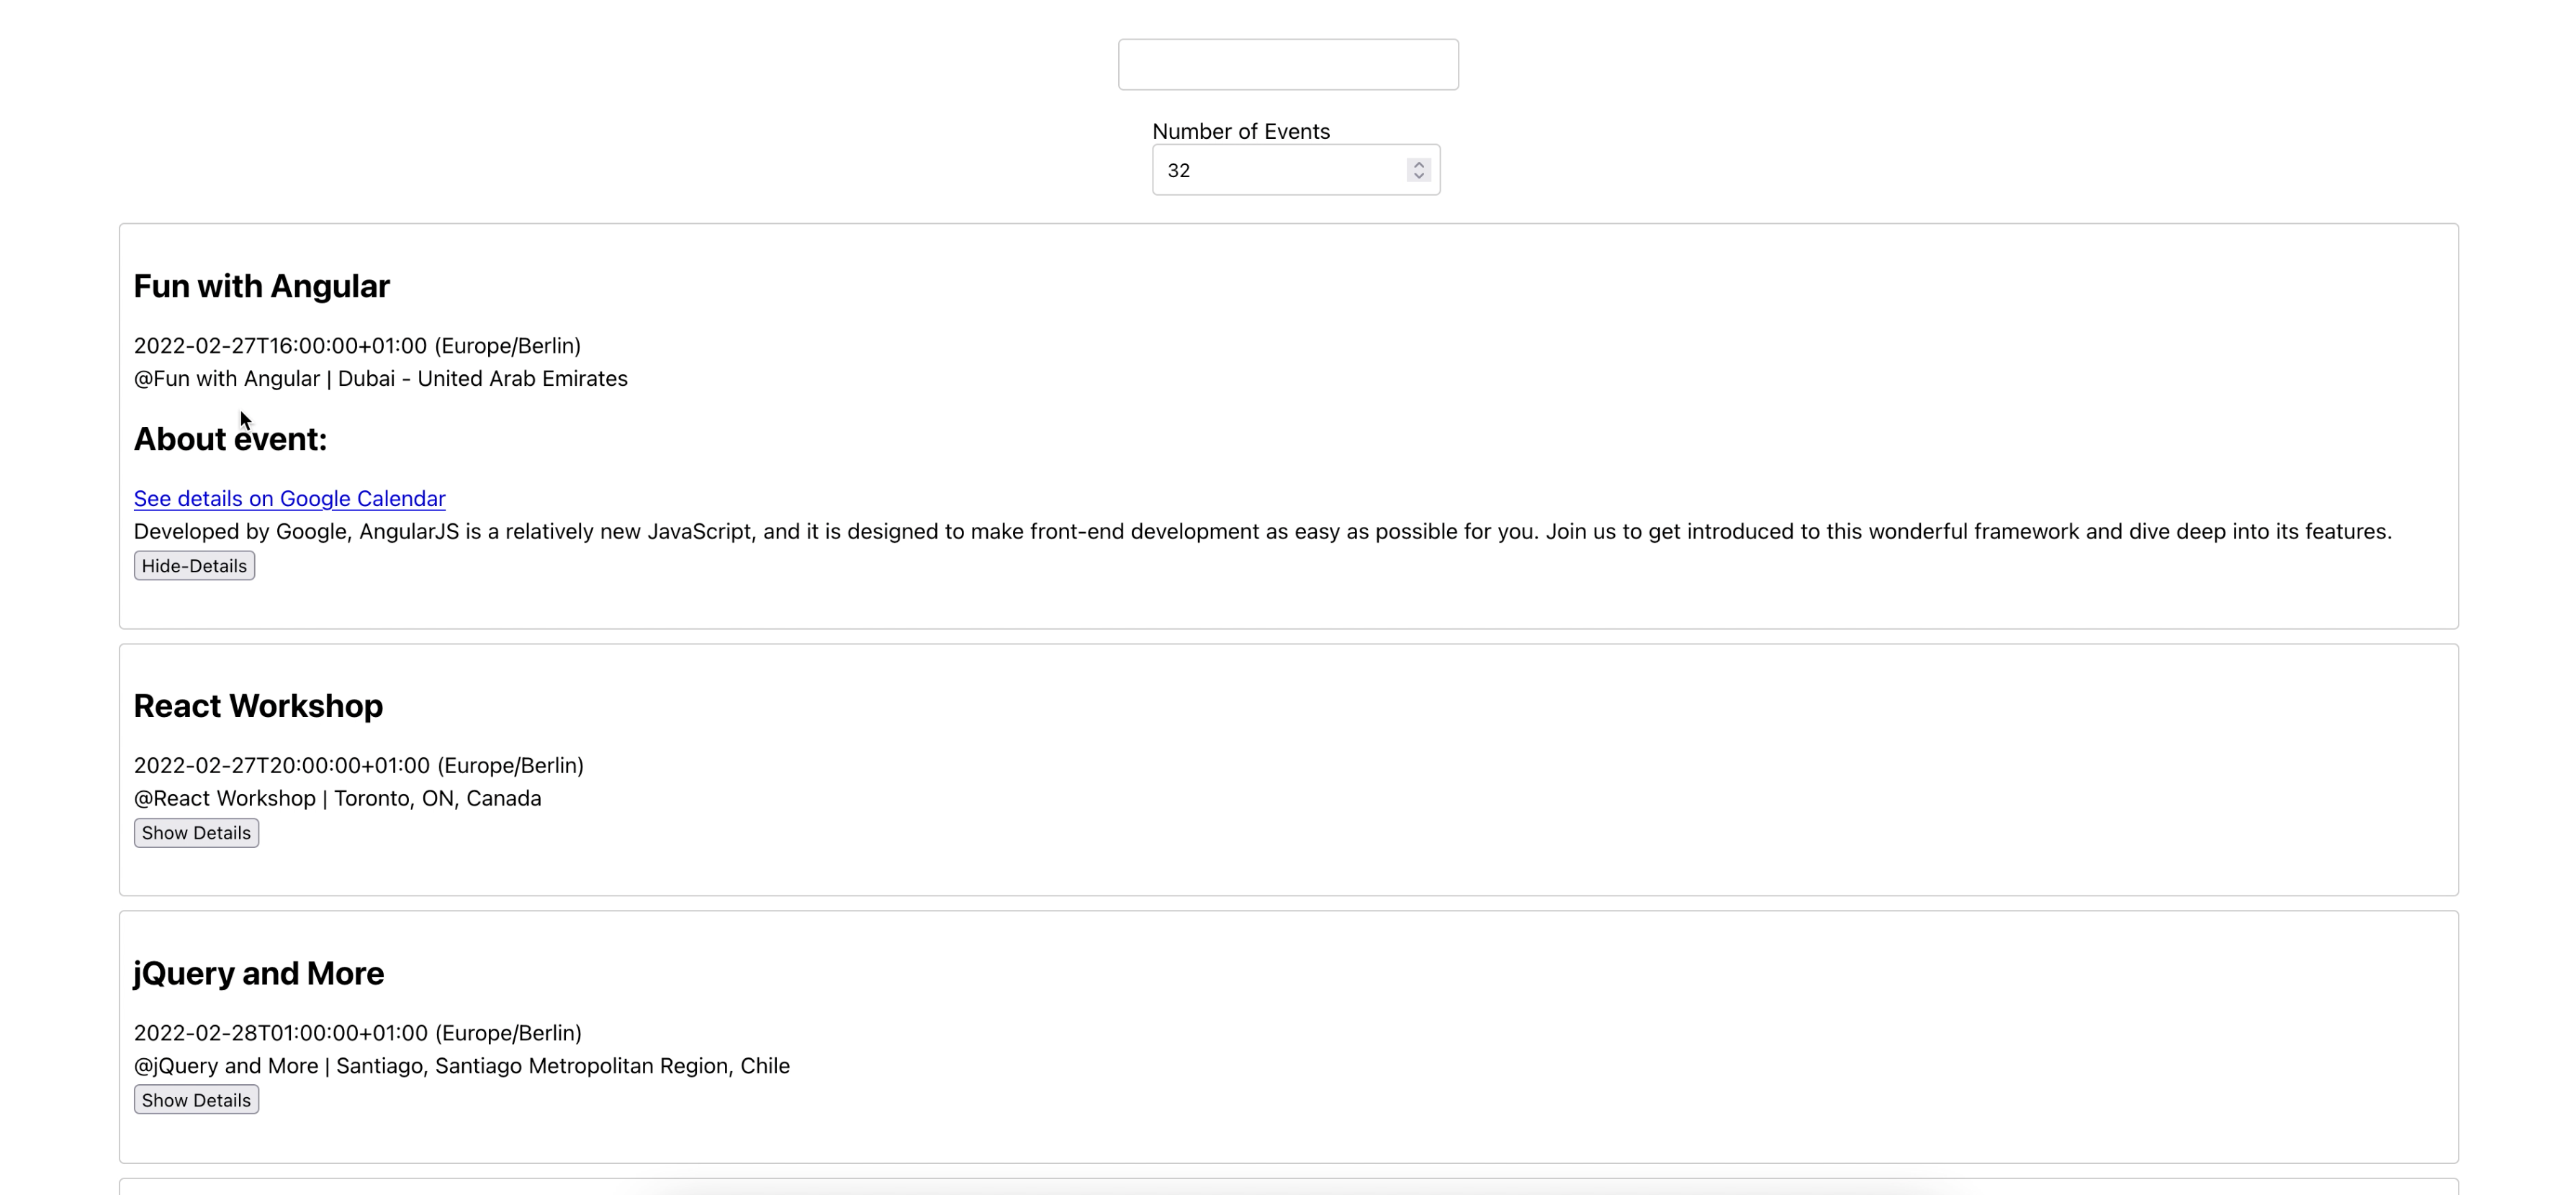 Number of Events
32
Fun with Angular
2022-02-27T16:00:00+01:00 (Europe/Berlin)
@Fun with Angular | Dubai - United Arab Emirates
About event:
See details on Google Calendar
Developed by Google, AngularJS is a relatively new JavaScript, and it is designed to make front-end development as easy as possible for you. Join us to get introduced to this wonderful framework and dive deep into its features.
Hide-Details
React Workshop
2022-02-27T20:00:00+01:00 (Europe/Berlin)
@React Workshop | Toronto, ON, Canada
Show Details
jQuery and More
2022-02-28T01:00:00+01:00 (Europe/Berlin)
@jQuery and More | Santiago, Santiago Metropolitan Region, Chile
Show Details